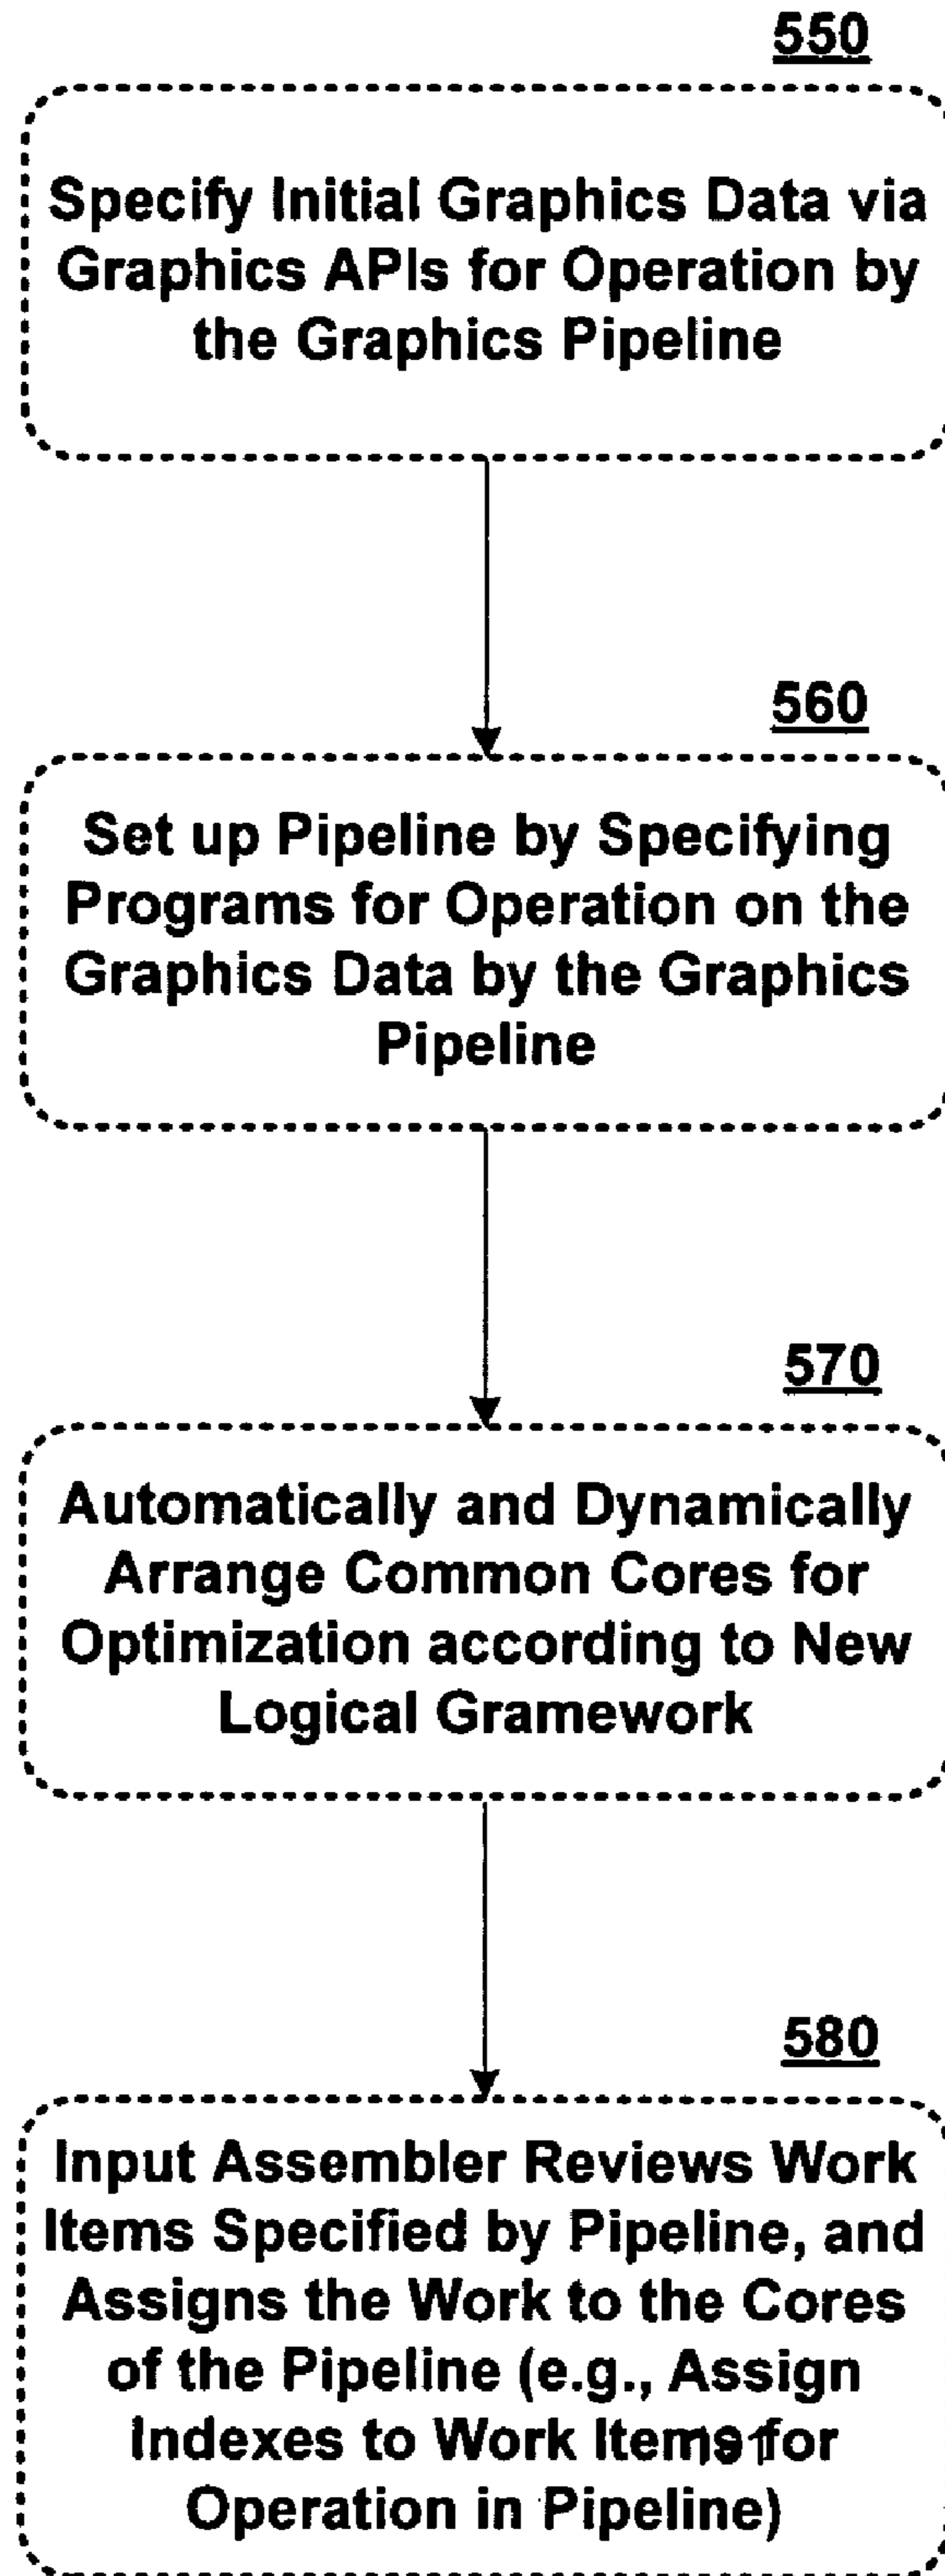 550
Specify Initial Graphics Data via
Graphics APIs for Operation by
the Graphics Pipeline
560
Set up Pipeline by Specifying
Programs for Operation on the
Graphics Data by the Graphics
Pipeline
570
Automatically and Dynamically
Arrange Common Cores for
Optimization according to New
Logical Gramework
580
Input Assembler Reviews Work
Items Specified by Pipeline, and
Assigns the Work to the Cores
of the Pipeline (e.g., Assign
Indexes to Work Items for
Operation in Pipeline)